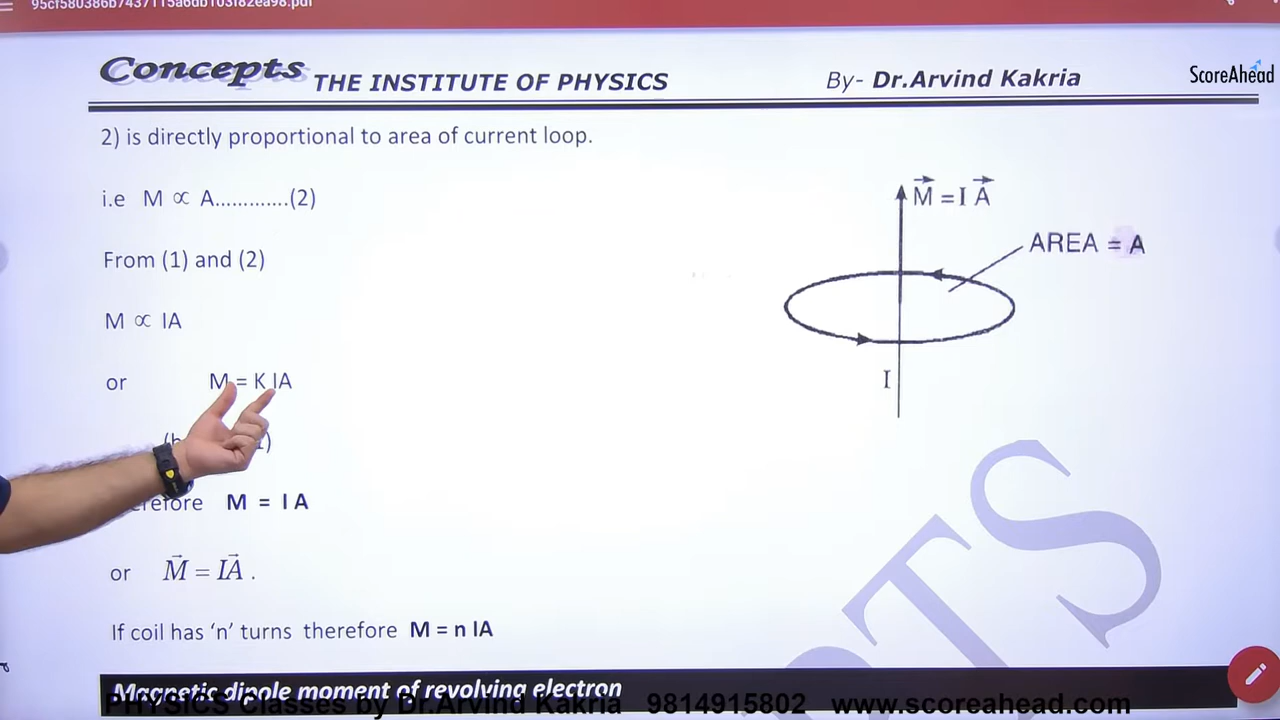 95cf580386b7437115a6db103f82ea98.pdf
Concepts THE INSTITUTE OF PHYSICS By- Dr.Arvind Kakria
ScoreAhead
2) is directly proportional to area of current loop.
i.e M ∝ A.............(2)
From (1) and (2)
M ∝ IA
or M = K IA
or M⃗ = IA⃗ .
M = I A
If coil has ‘n’ turns therefore M = n IA
M⃗ = I A⃗
AREA = A
I
PTS
Magnetic dipole moment of revolving electron
PHYSICS Classes by Dr.Arvind Kakria 9814915802 www.scoreahead.com